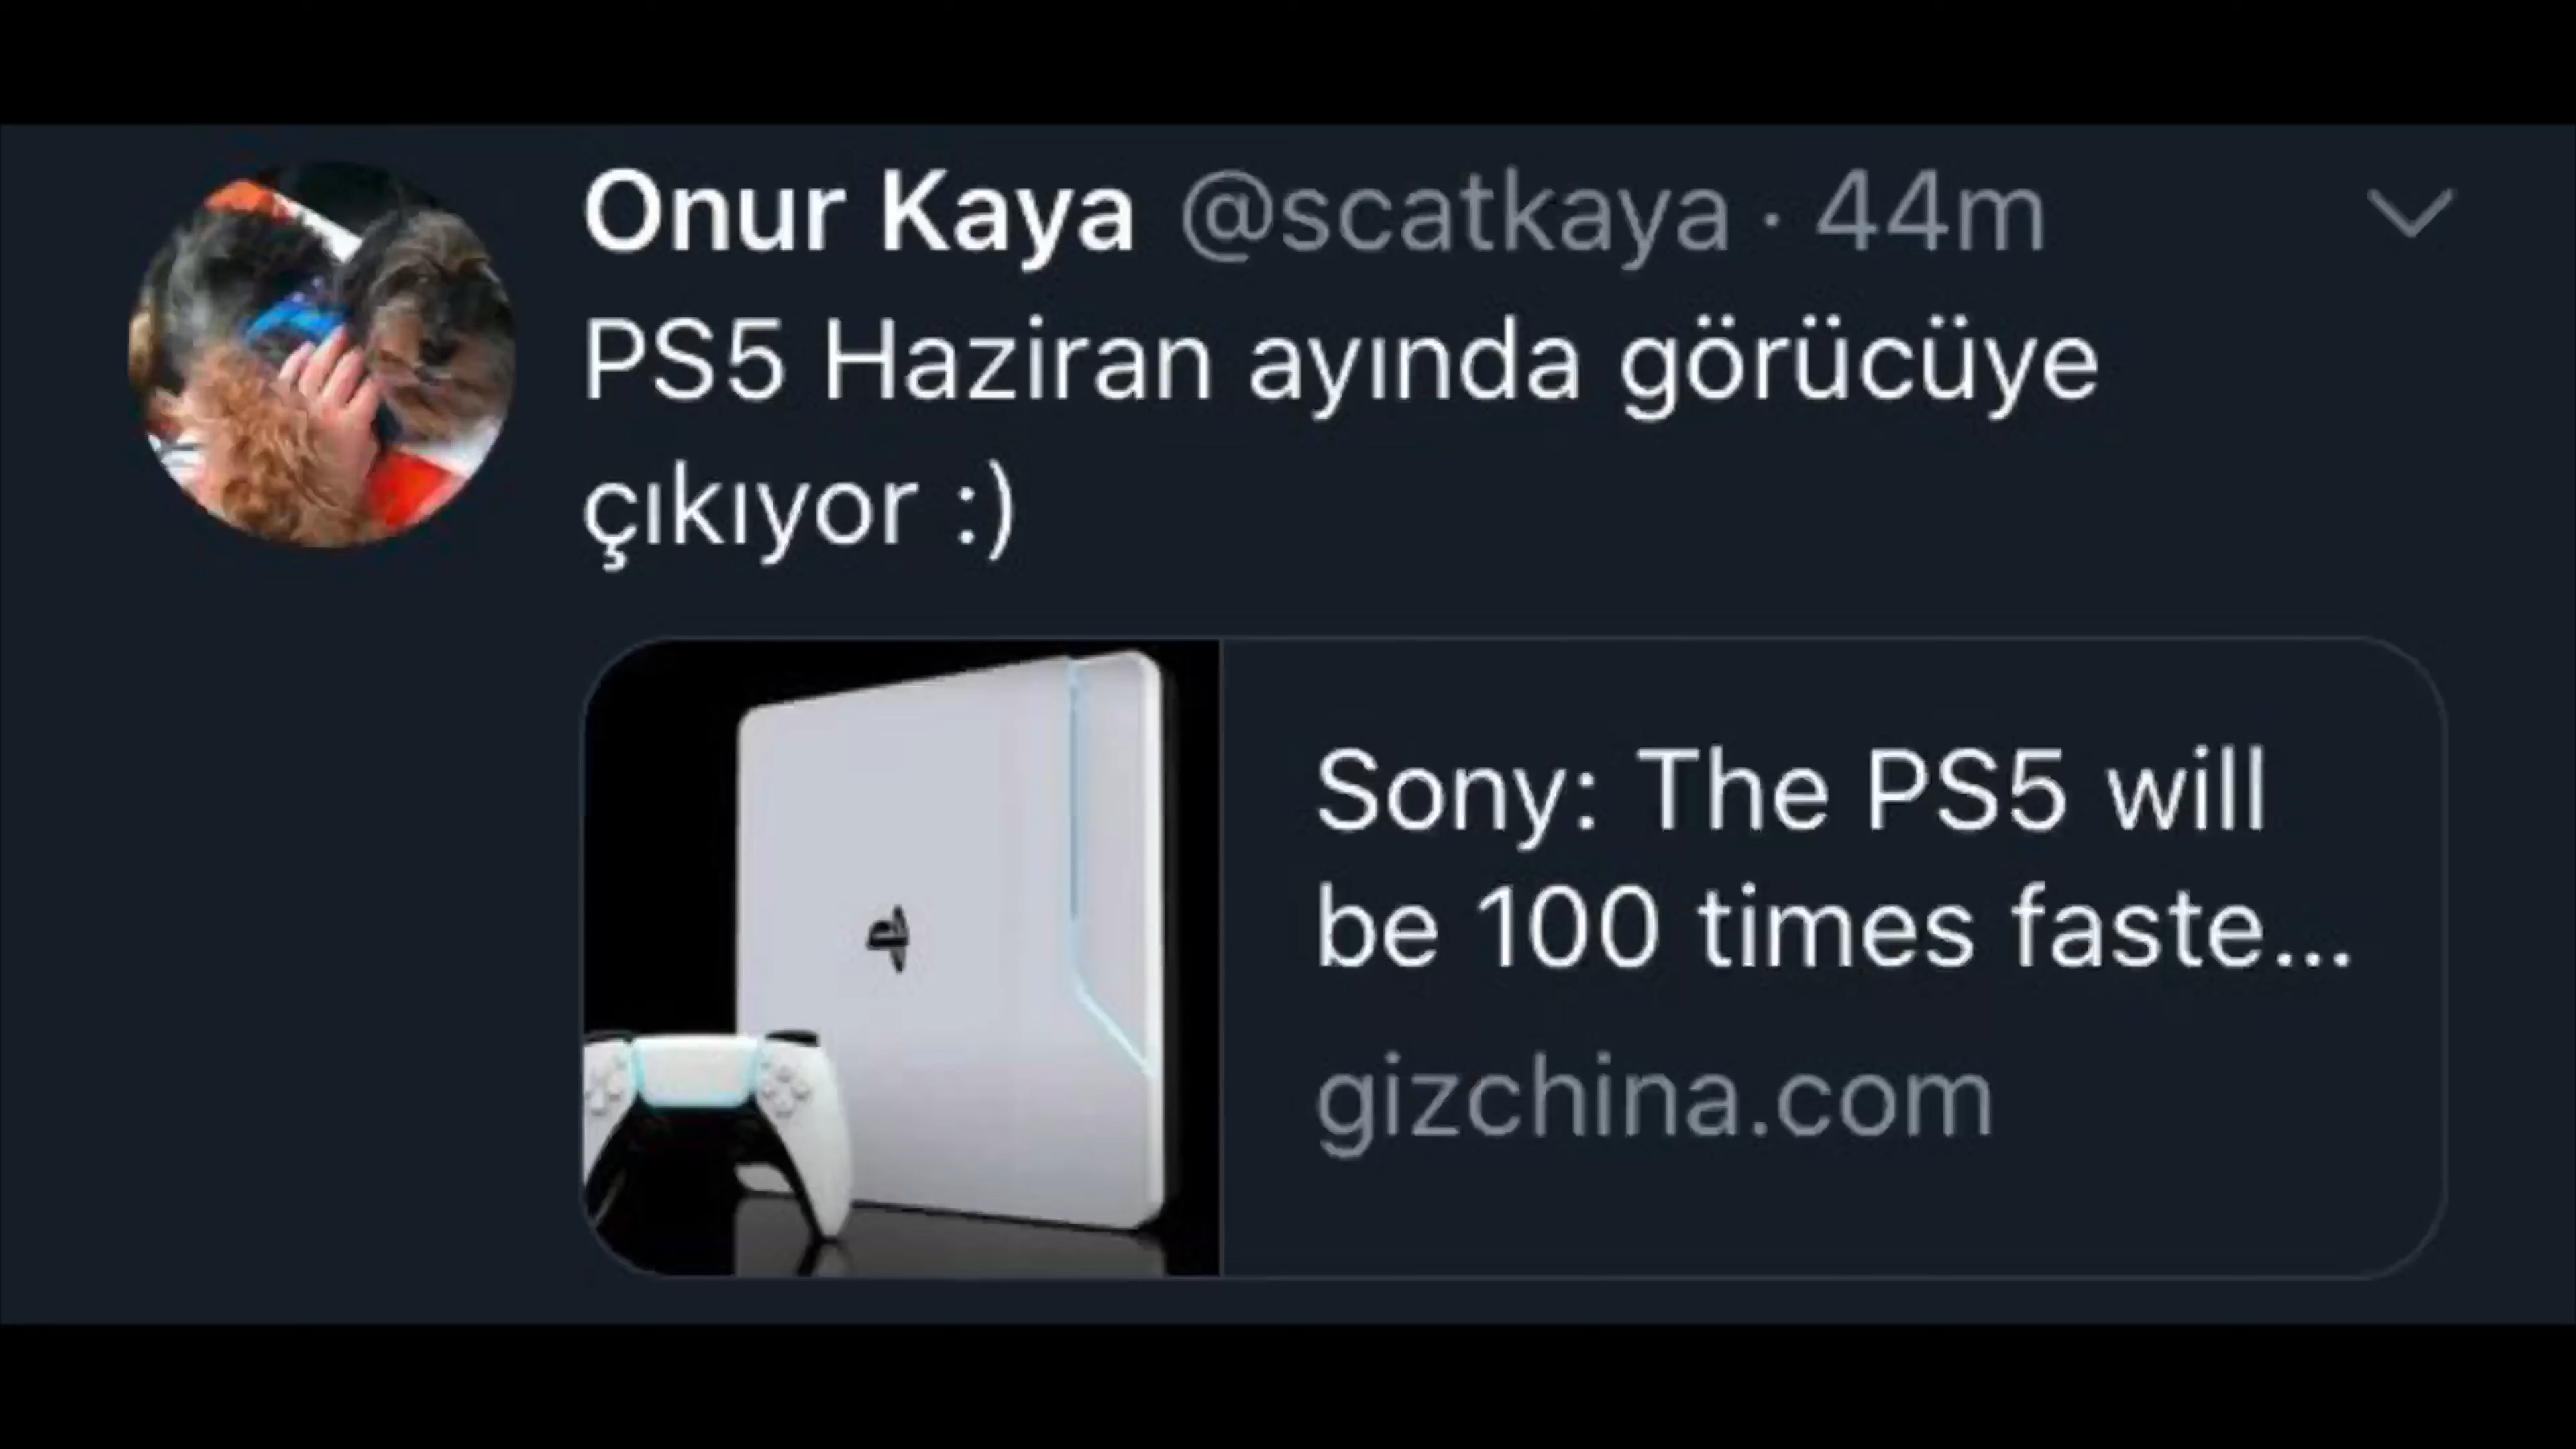 Onur Kaya @scatkaya · 44m
PS5 Haziran ayında görücüye
çıkıyor :)
Sony: The PS5 will
be 100 times faste...
gizchina.com